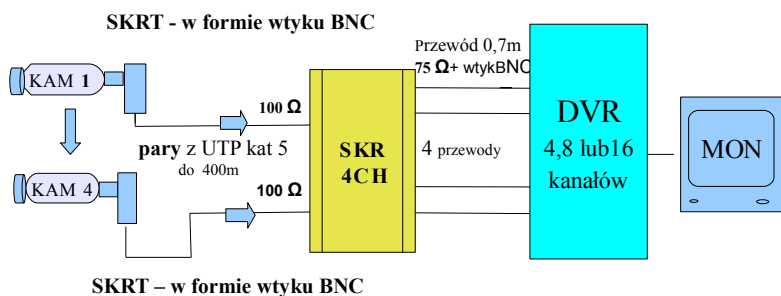 SKRT - w formie wtyku BNC
KAM 1
100 Ω
pary z UTP kat 5
do 400m
KAM 4
100 Ω
SKRT – w formie wtyku BNC
SKR
4CH
Przewód 0,7m
75 Ω+ wtykBNC
4 przewody
DVR
4,8 lub16
kanałów
MON